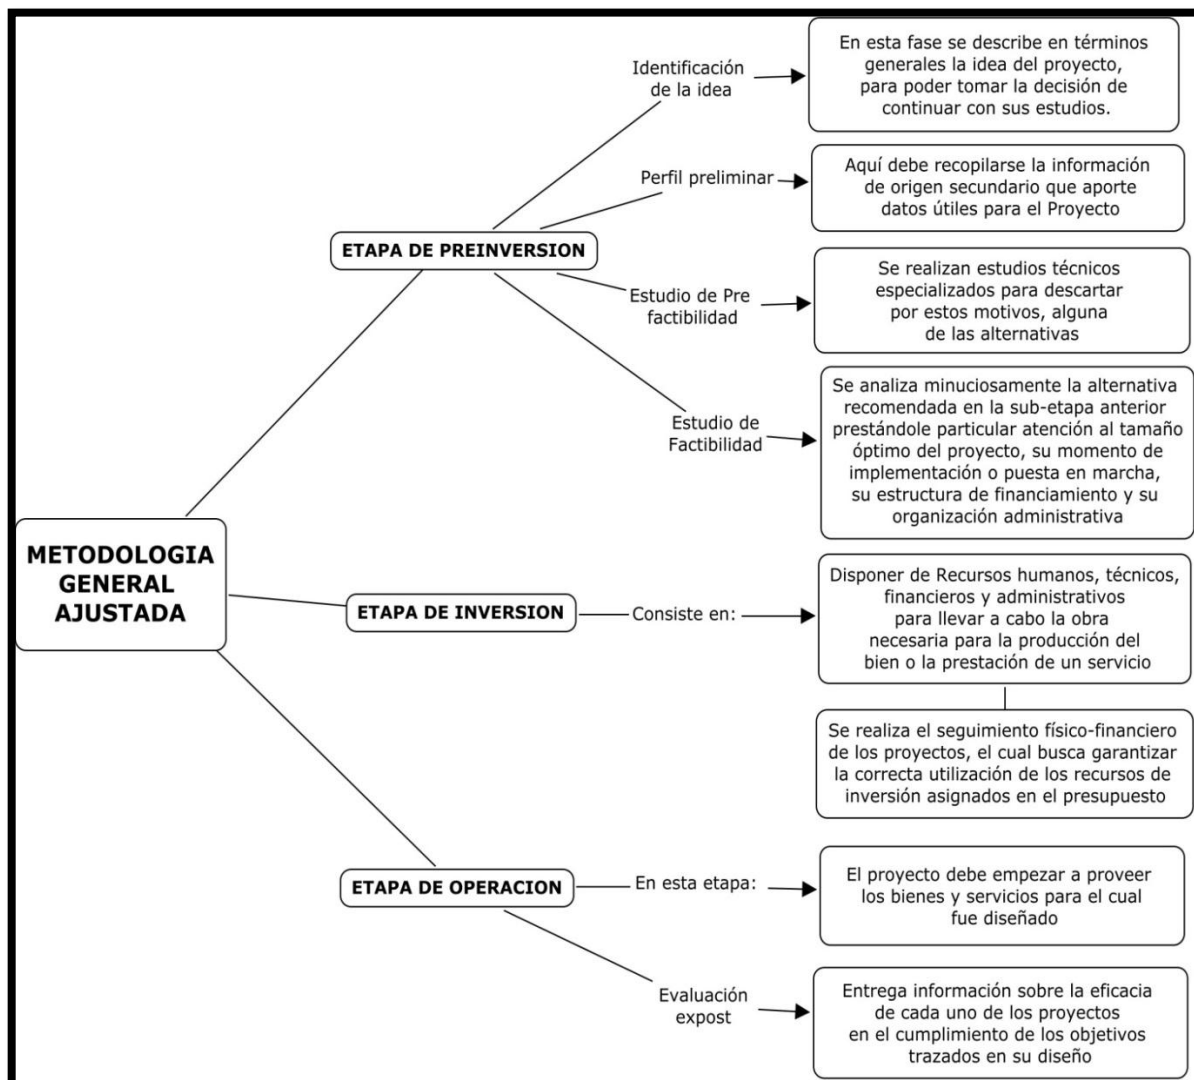 Identificación
de la idea
En esta fase se describe en términos
generales la idea del proyecto,
para poder tomar la decisión de
continuar con sus estudios.
Perfil preliminar
Aquí debe recopilarse la información
de origen secundario que aporte
datos útiles para el Proyecto
ETAPA DE PREINVERSION
Estudio de Pre
factibilidad
Se realizan estudios técnicos
especializados para descartar
por estos motivos, alguna
de las alternativas
Estudio de
Factibilidad
Se analiza minuciosamente la alternativa
recomendada en la sub-etapa anterior
prestándole particular atención al tamaño
óptimo del proyecto, su momento de
implementación o puesta en marcha,
su estructura de financiamiento y su
organización administrativa
METODOLOGIA
GENERAL
AJUSTADA
ETAPA DE INVERSION
Consiste en:
Disponer de Recursos humanos, técnicos,
financieros y administrativos
para llevar a cabo la obra
necesaria para la producción del
bien o la prestación de un servicio
Se realiza el seguimiento físico-financiero
de los proyectos, el cual busca garantizar
la correcta utilización de los recursos de
inversión asignados en el presupuesto
ETAPA DE OPERACION
En esta etapa:
El proyecto debe empezar a proveer
los bienes y servicios para el cual
fue diseñado
Evaluación
expost
Entrega información sobre la eficacia
de cada uno de los proyectos
en el cumplimiento de los objetivos
trazados en su diseño